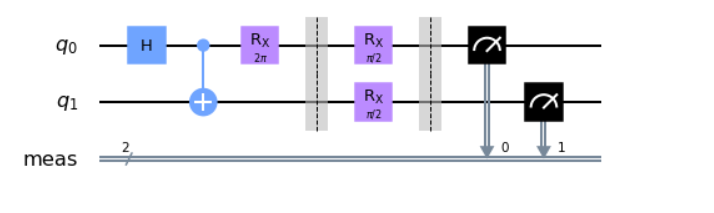 q0 H RX 2π RX π/2
q1 RX π/2
meas 2 0 1